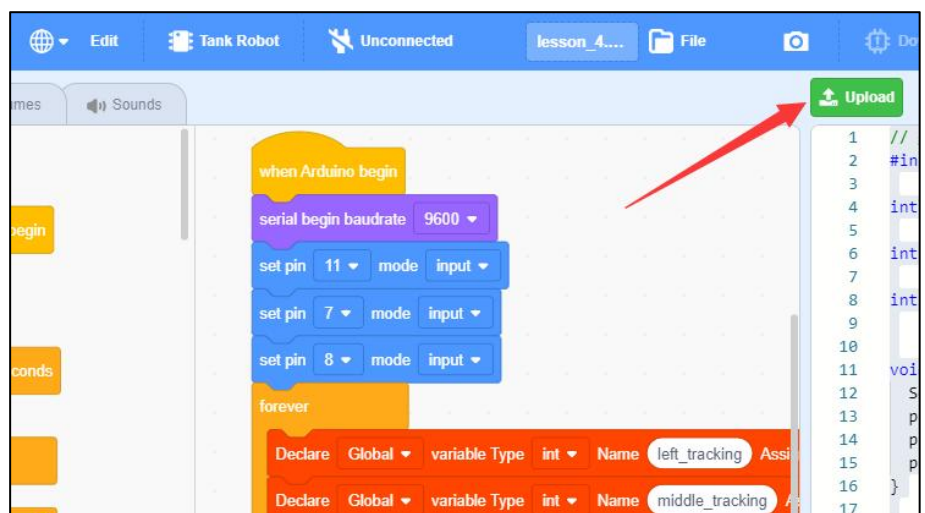 Edit Tank Robot Unconnected lesson_4.... File Do
mes Sounds Upload
when Arduino begin
serial begin baudrate 9600
set pin 11 mode input
set pin 7 mode input
set pin 8 mode input
forever
Declare Global variable Type int Name left_tracking Assi
Declare Global variable Type int Name middle_tracking A
begin
conds
1 //
2 #in
3
4 int
5
6 int
7
8 int
9
10
11 voi
12 S
13 p
14 p
15 p
16 }
17